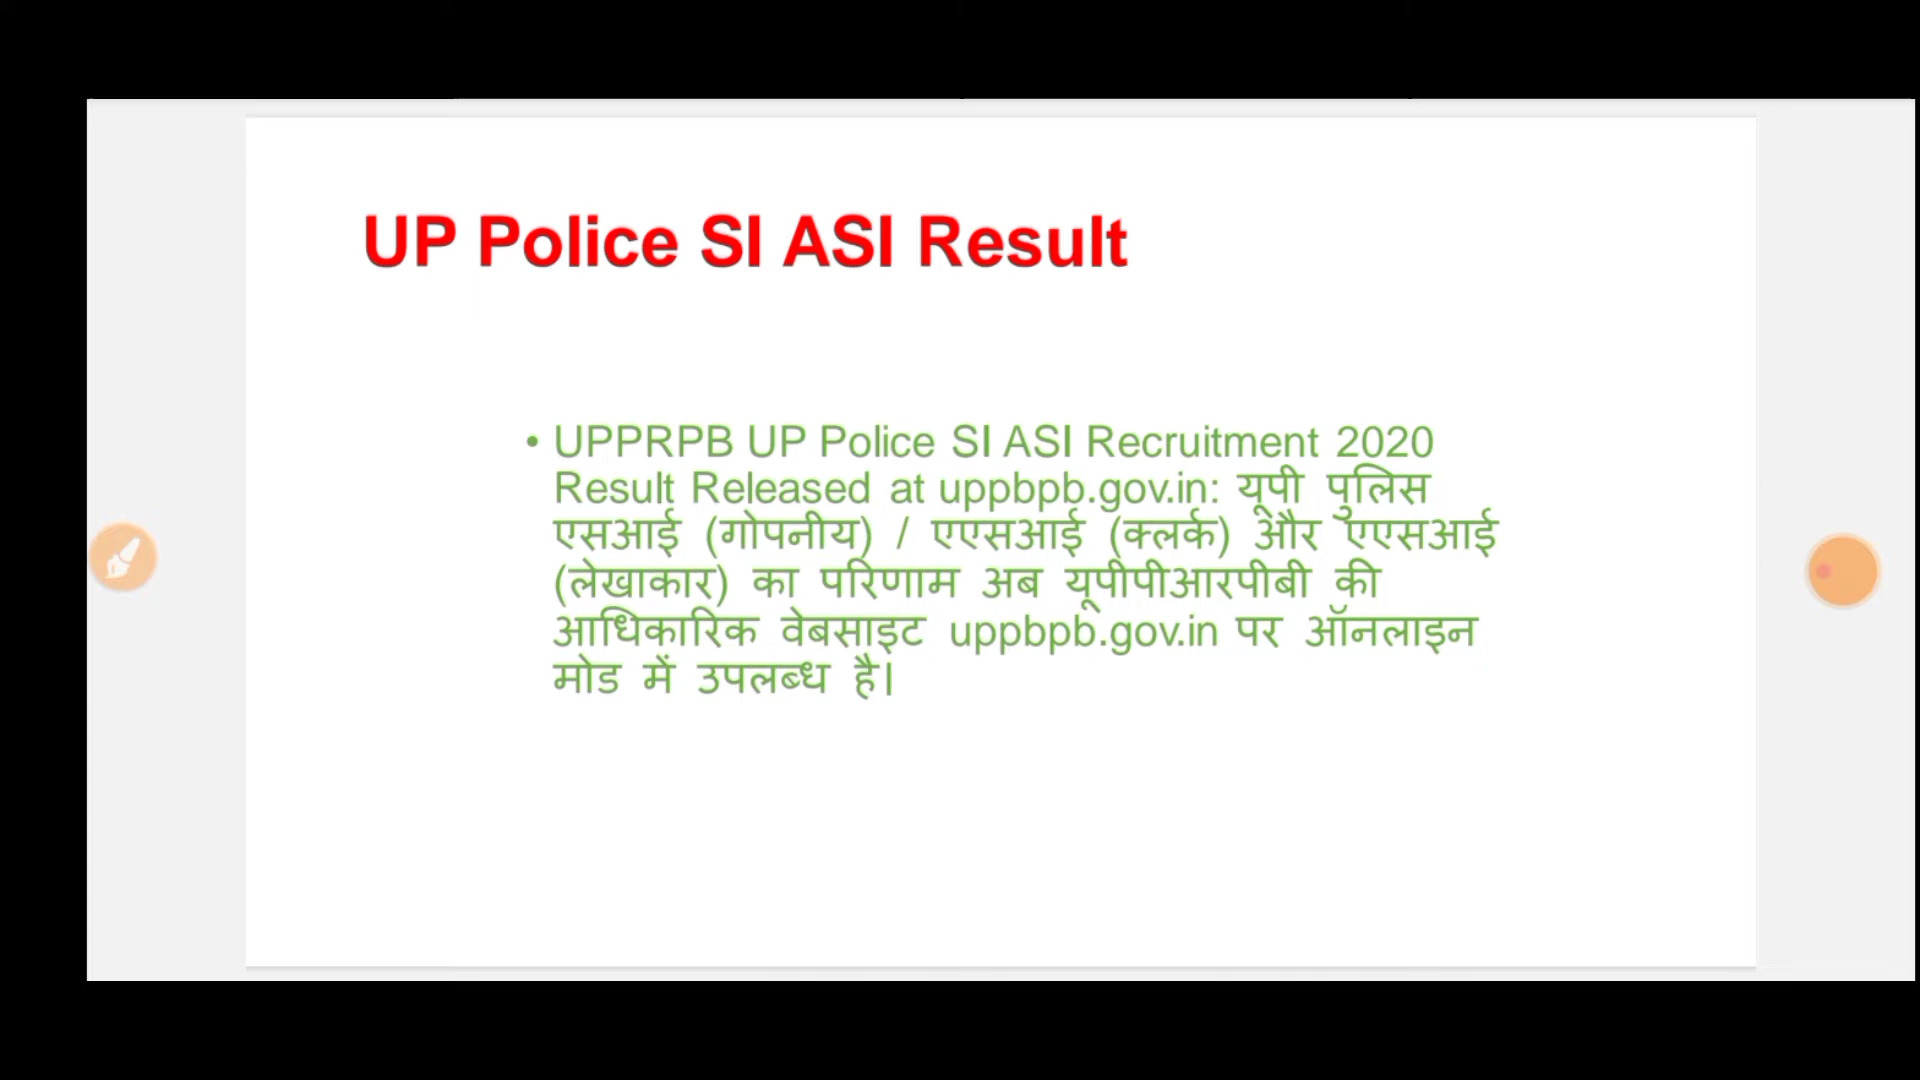 UP Police SI ASI Result
• UPPRPB UP Police SI ASI Recruitment 2020
Result Released at uppbpb.gov.in: यूपी पुलिस
एसआई (गोपनीय) / एएसआई (क्लर्क) और एएसआई
(लेखाकार) का परिणाम अब यूपीपीआरपीबी की
आधिकारिक वेबसाइट uppbpb.gov.in पर ऑनलाइन
मोड में उपलब्ध है।